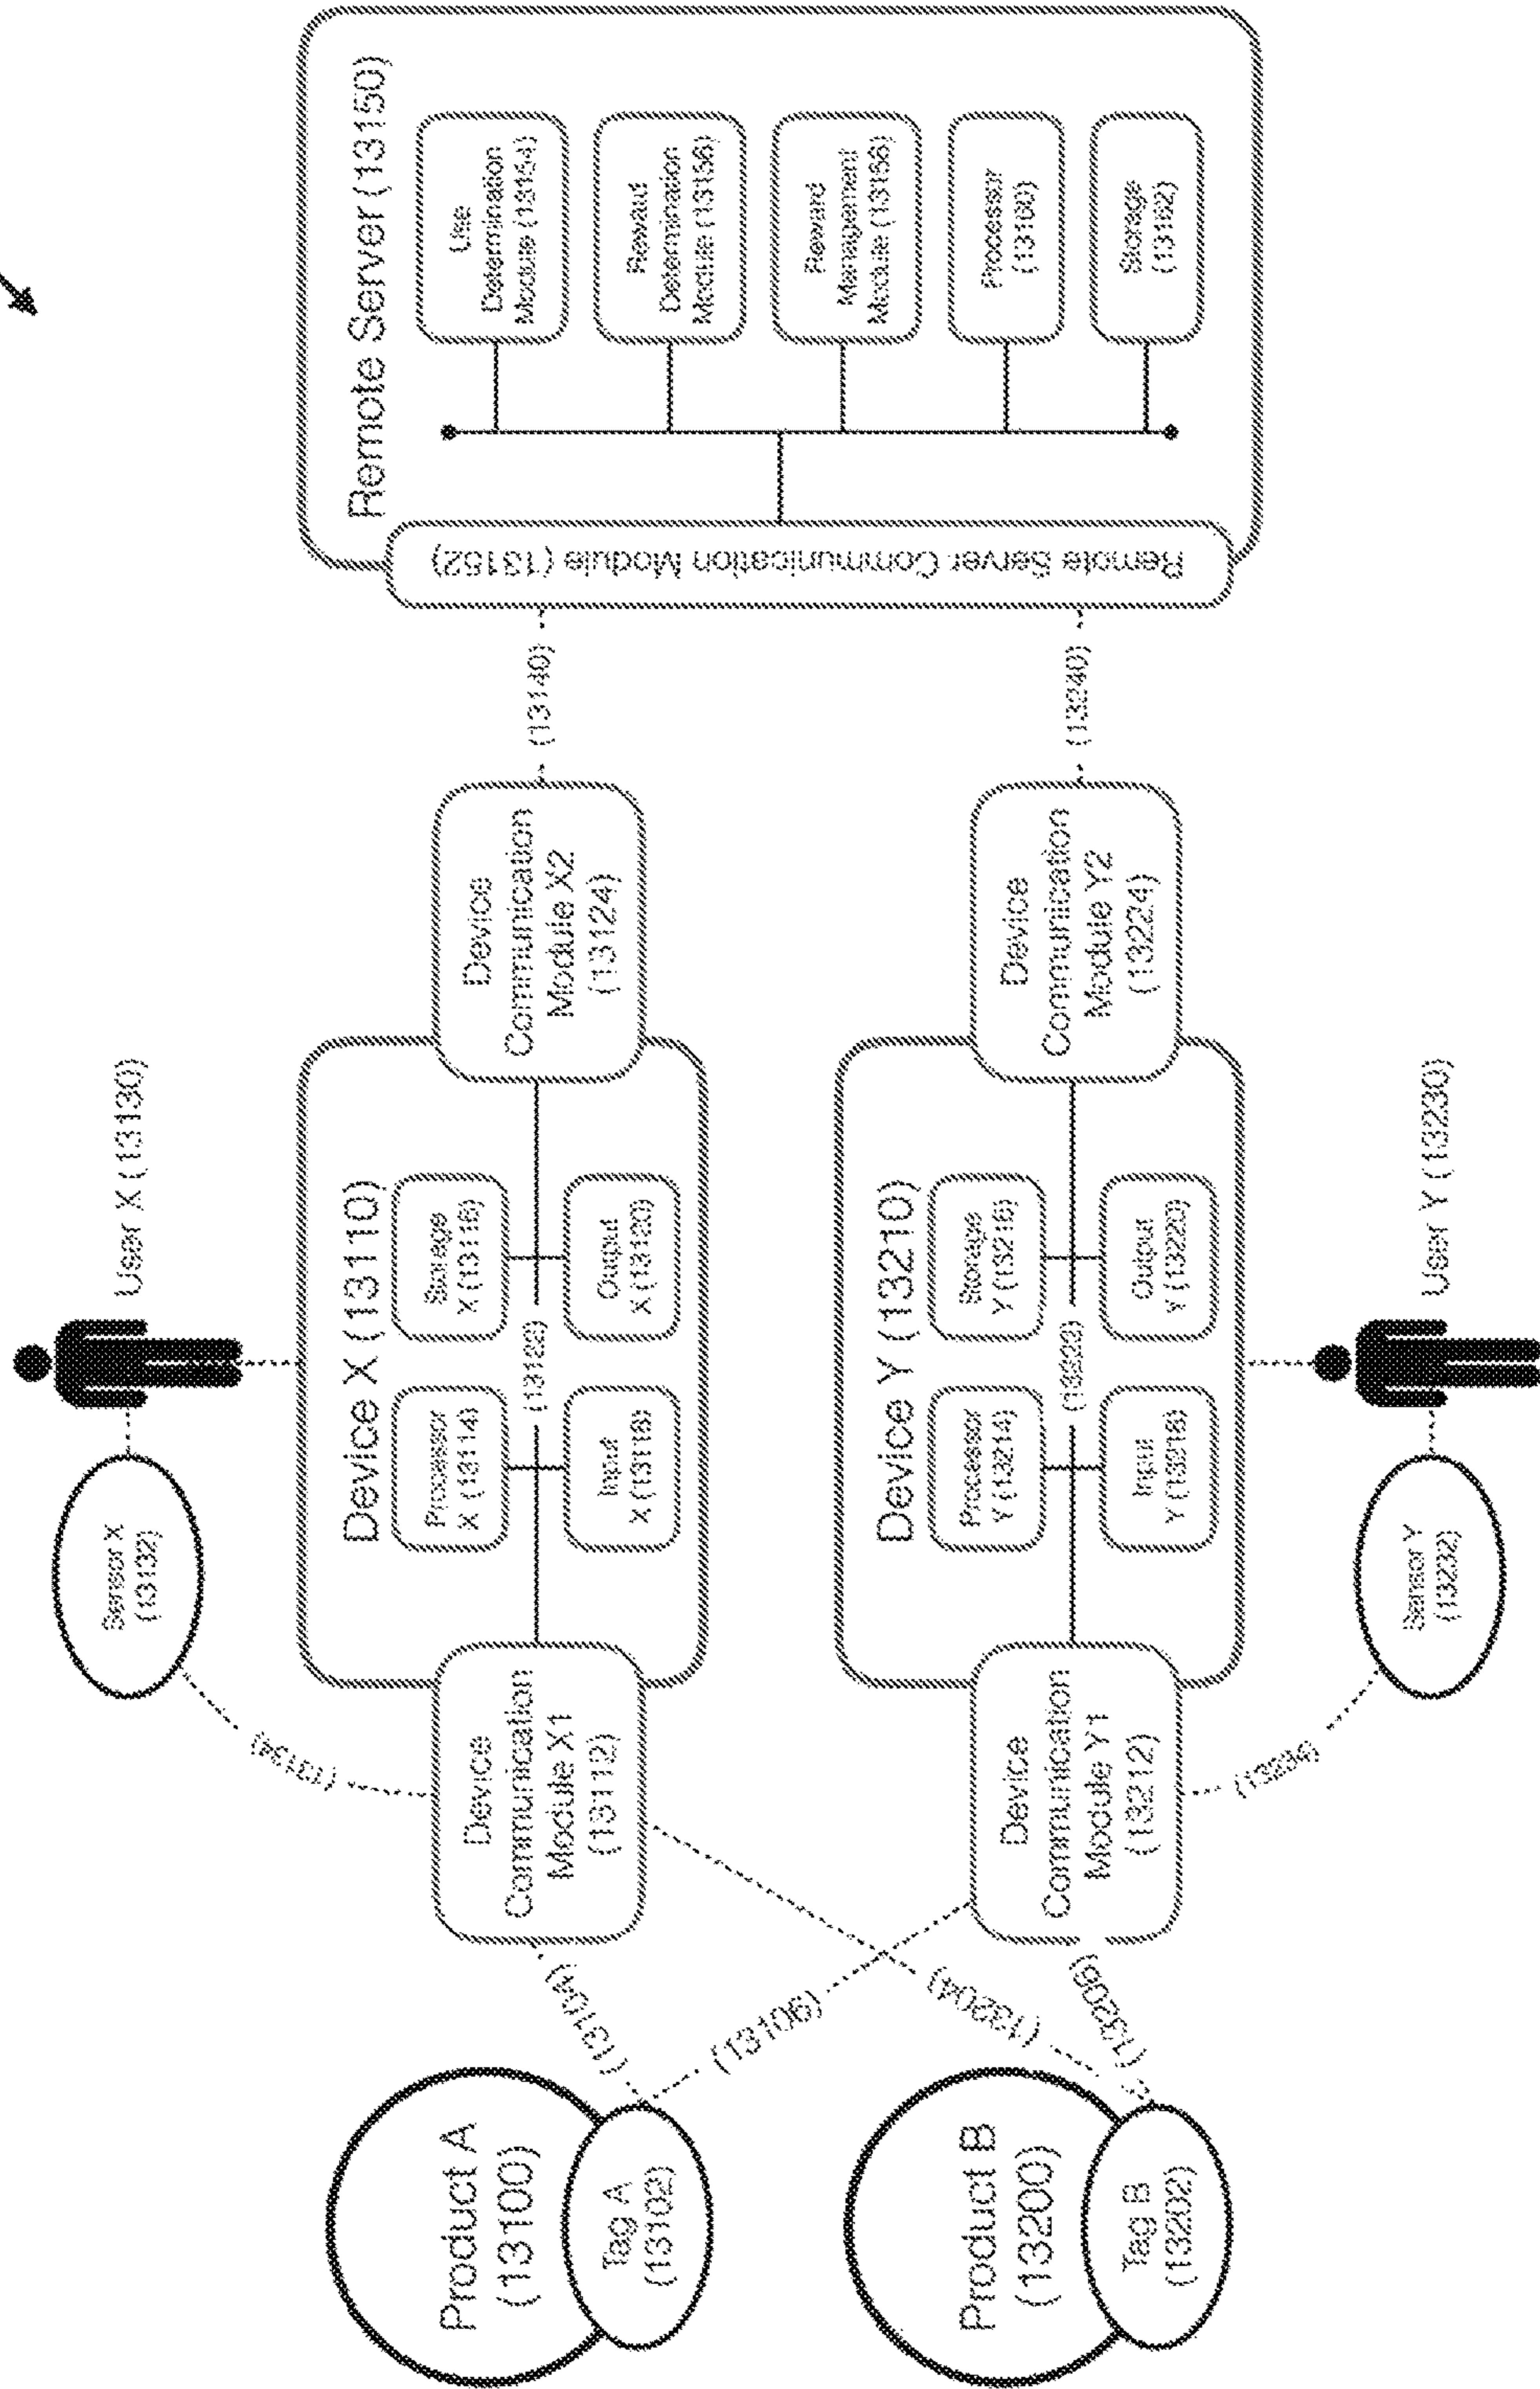 User X (13130)
Sensor X
(13132)
(13134)
Product A
(13100)
Tag A
(13102)
(13104)
(13106)
Device
Communication
Module X1
(13112)
Device X (13110)
Processor
X (13114)
Storage
X (13116)
(13122)
Input
X (13118)
Output
X (13120)
Device
Communication
Module X2
(13124)
(13140)
Remote Server (13150)
Remote Server Communication Module (13152)
Use
Determination
Module (13154)
Reward
Determination
Module (13156)
Reward
Management
Module
Processor
(13160)
Storage
(13162)
Product B
(13200)
Tag B
(13202)
(13204)
(13206)
Device
Communication
Module Y1
(13212)
Device Y (13210)
Processor
Y (13214)
Storage
Y (13216)
(13222)
Input
Y (13218)
Output
Y (13220)
Device
Communication
Module Y2
(13224)
(13240)
(13234)
Sensor Y
(13232)
User Y (13230)